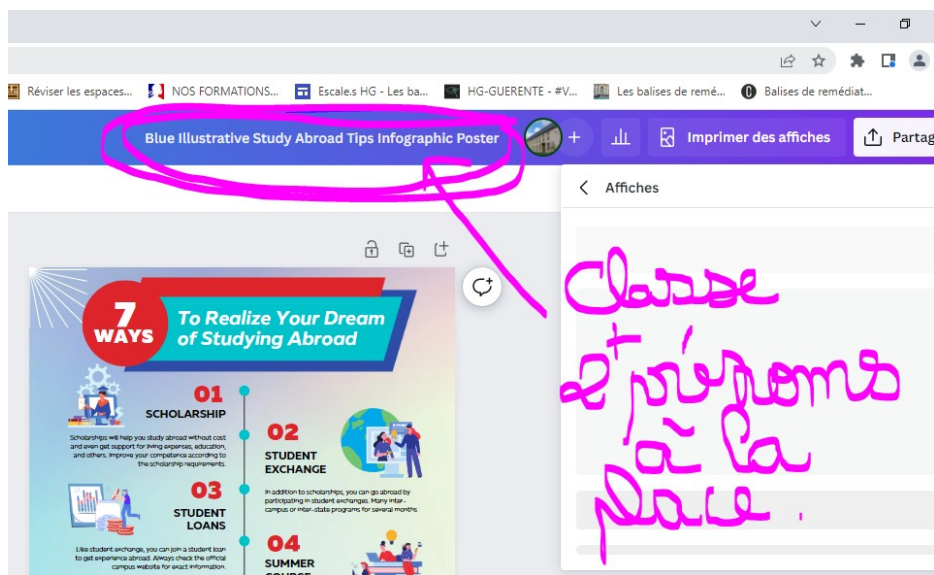 Réviser les espaces... NOS FORMATIONS... Escale.s HG - Les ba... HG-GUERENTE - #V... Les balises de remé... Balises de remédiat...
Blue Illustrative Study Abroad Tips Infographic Poster
+
Imprimer des affiches
Partag
Affiches
Classe
+
2 prénoms
à la
place.
7
WAYS
To Realize Your Dream
of Studying Abroad
01
SCHOLARSHIP
Scholarships will help you study abroad without cost
and even get support for living expenses, education,
and others. Improve your competence according to
the scholarship requirements.
02
STUDENT
EXCHANGE
In addition to scholarships, you can go abroad by
participating in student exchanges. Many inter-
campus or inter-state programs for several months
03
STUDENT
LOANS
Like student exchange, you can join a student loan
to get experience abroad. Always check the official
campus website for exact information.
04
SUMMER
COURSE